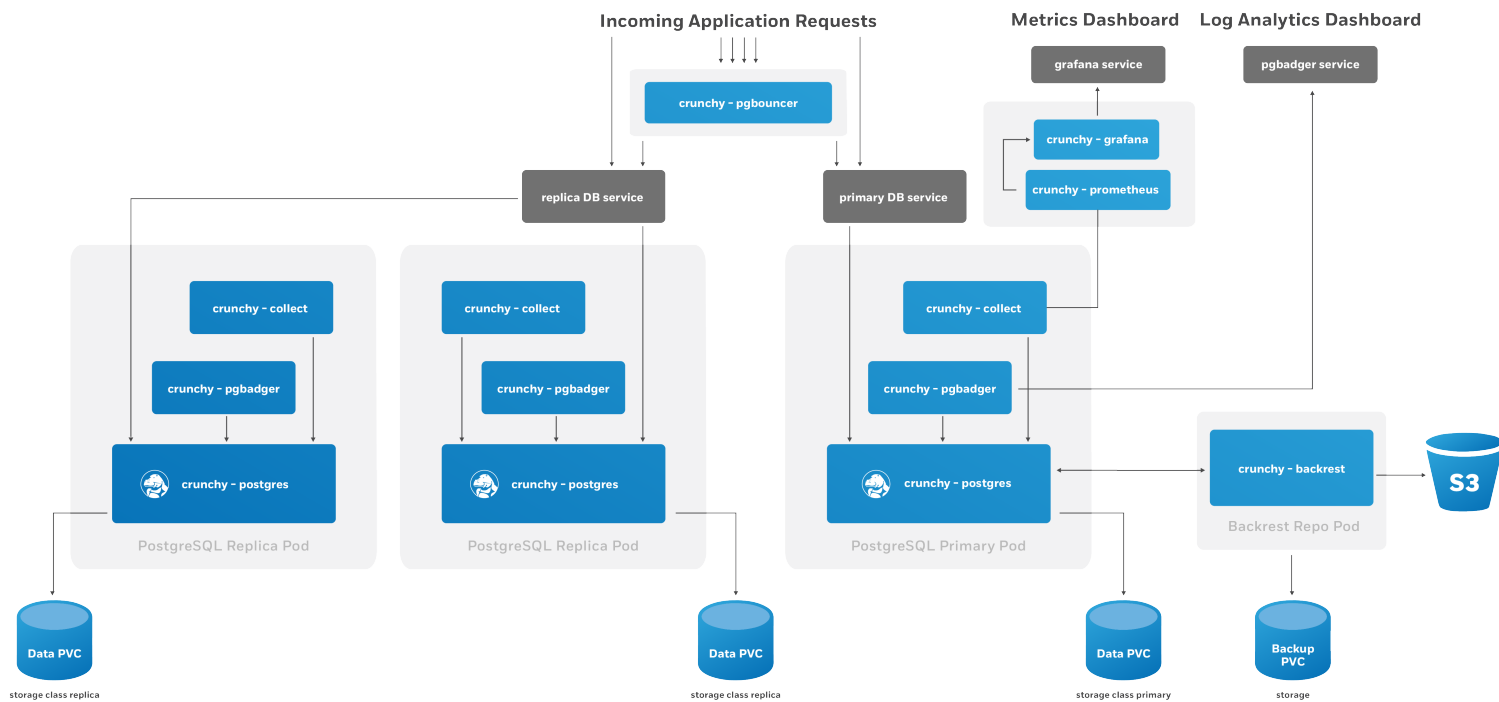 Incoming Application Requests
Metrics Dashboard
Log Analytics Dashboard
grafana service
pgbadger service
crunchy - pgbouncer
crunchy - grafana
crunchy - prometheus
replica DB service
primary DB service
crunchy - collect
crunchy - collect
crunchy - collect
crunchy - pgbadger
crunchy - pgbadger
crunchy - pgbadger
crunchy - postgres
crunchy - postgres
crunchy - postgres
crunchy - backrest
S3
PostgreSQL Replica Pod
PostgreSQL Replica Pod
PostgreSQL Primary Pod
Backrest Repo Pod
Data PVC
Data PVC
Data PVC
Backup
PVC
storage class replica
storage class replica
storage class primary
storage